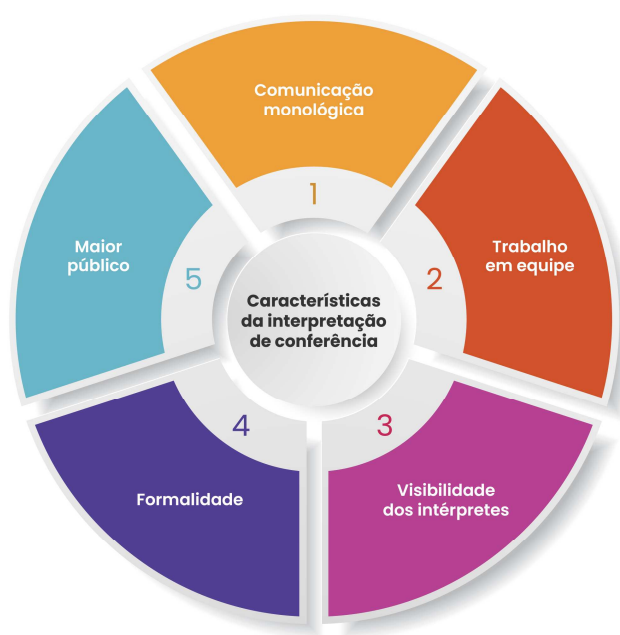 Comunicação
monológica
1
Trabalho
em equipe
2
Visibilidade
dos intérpretes
3
Formalidade
4
Maior
público
5
Características
da interpretação
de conferência